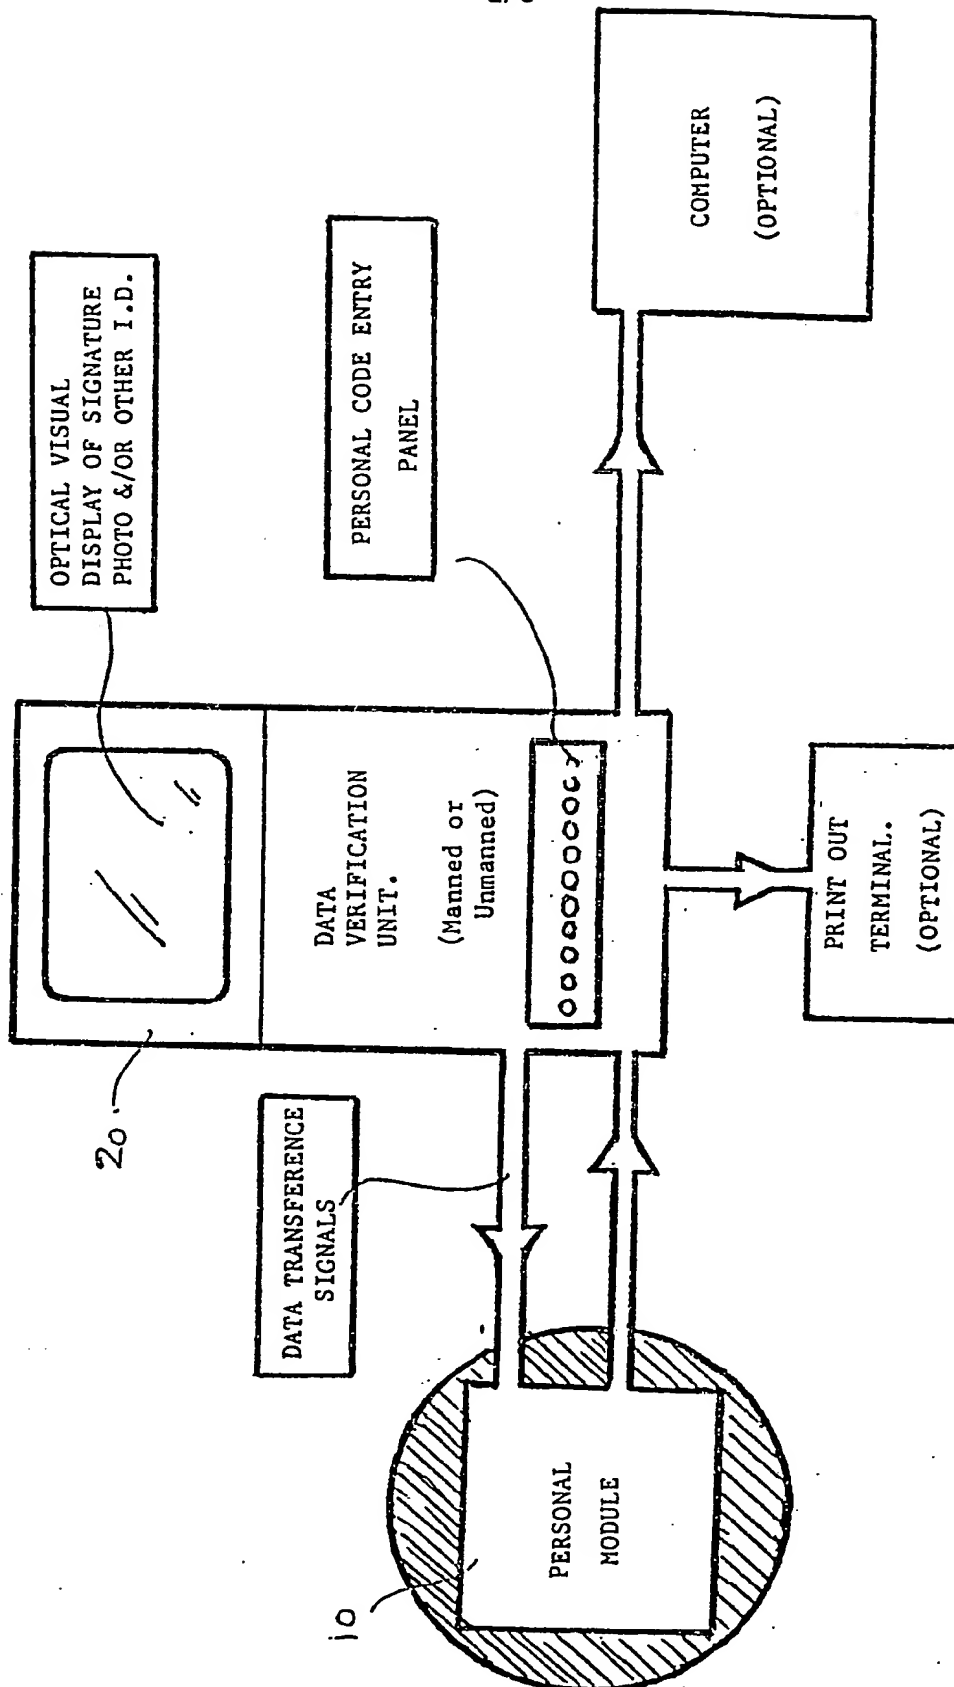 OPTICAL VISUAL
DISPLAY OF SIGNATURE
PHOTO &/OR OTHER I.D.
20
DATA TRANSFERENCE
SIGNALS
DATA
VERIFICATION
UNIT.
(Manned or
Unmanned)
PERSONAL CODE ENTRY
PANEL
10
PERSONAL
MODULE
COMPUTER
(OPTIONAL)
PRINT OUT
TERMINAL.
(OPTIONAL)